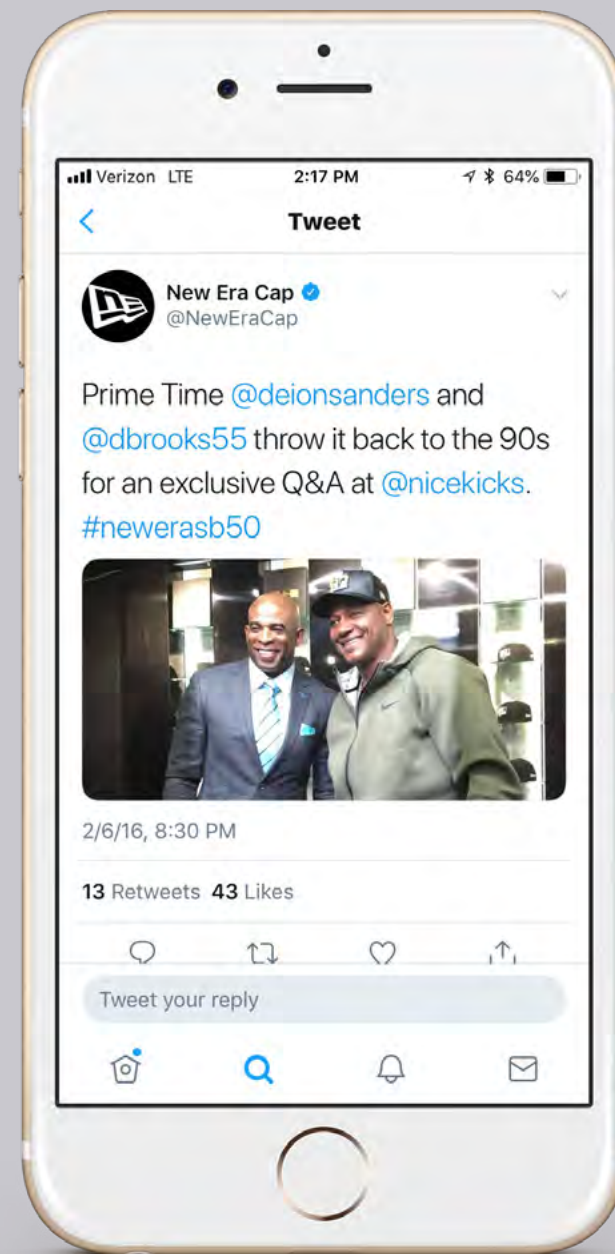 Verizon LTE 2:17 PM 64%
Tweet
New Era Cap
@NewEraCap
Prime Time @deionsanders and
@dbrooks55 throw it back to the 90s
for an exclusive Q&A at @nicekicks.
#newerasb50
2/6/16, 8:30 PM
13 Retweets 43 Likes
Tweet your reply